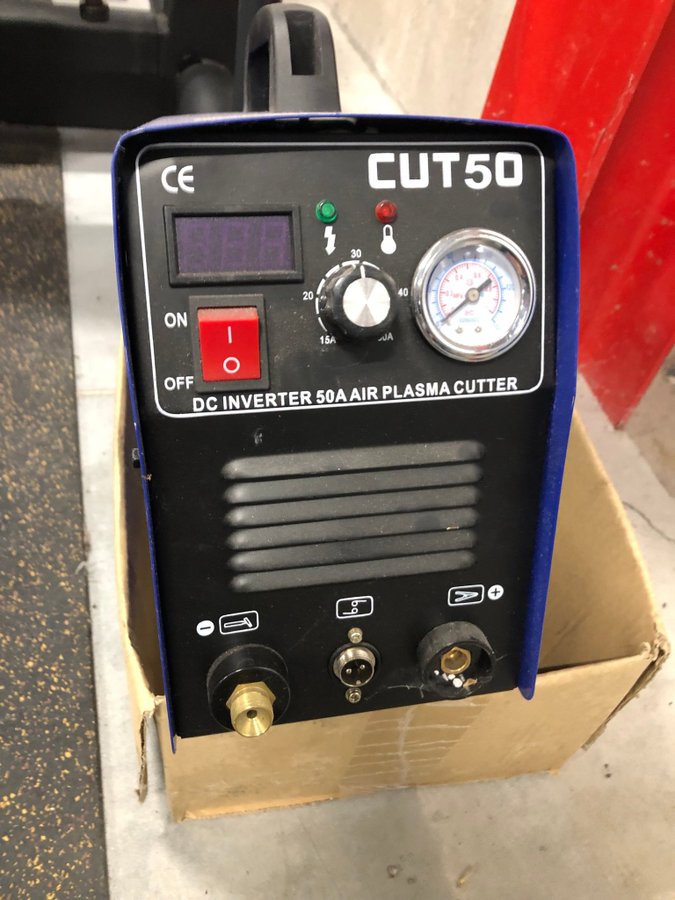 CE
CUT50
30
20
40
15A
ON
I
O
OFF
DC INVERTER 50A AIR PLASMA CUTTER
−
+